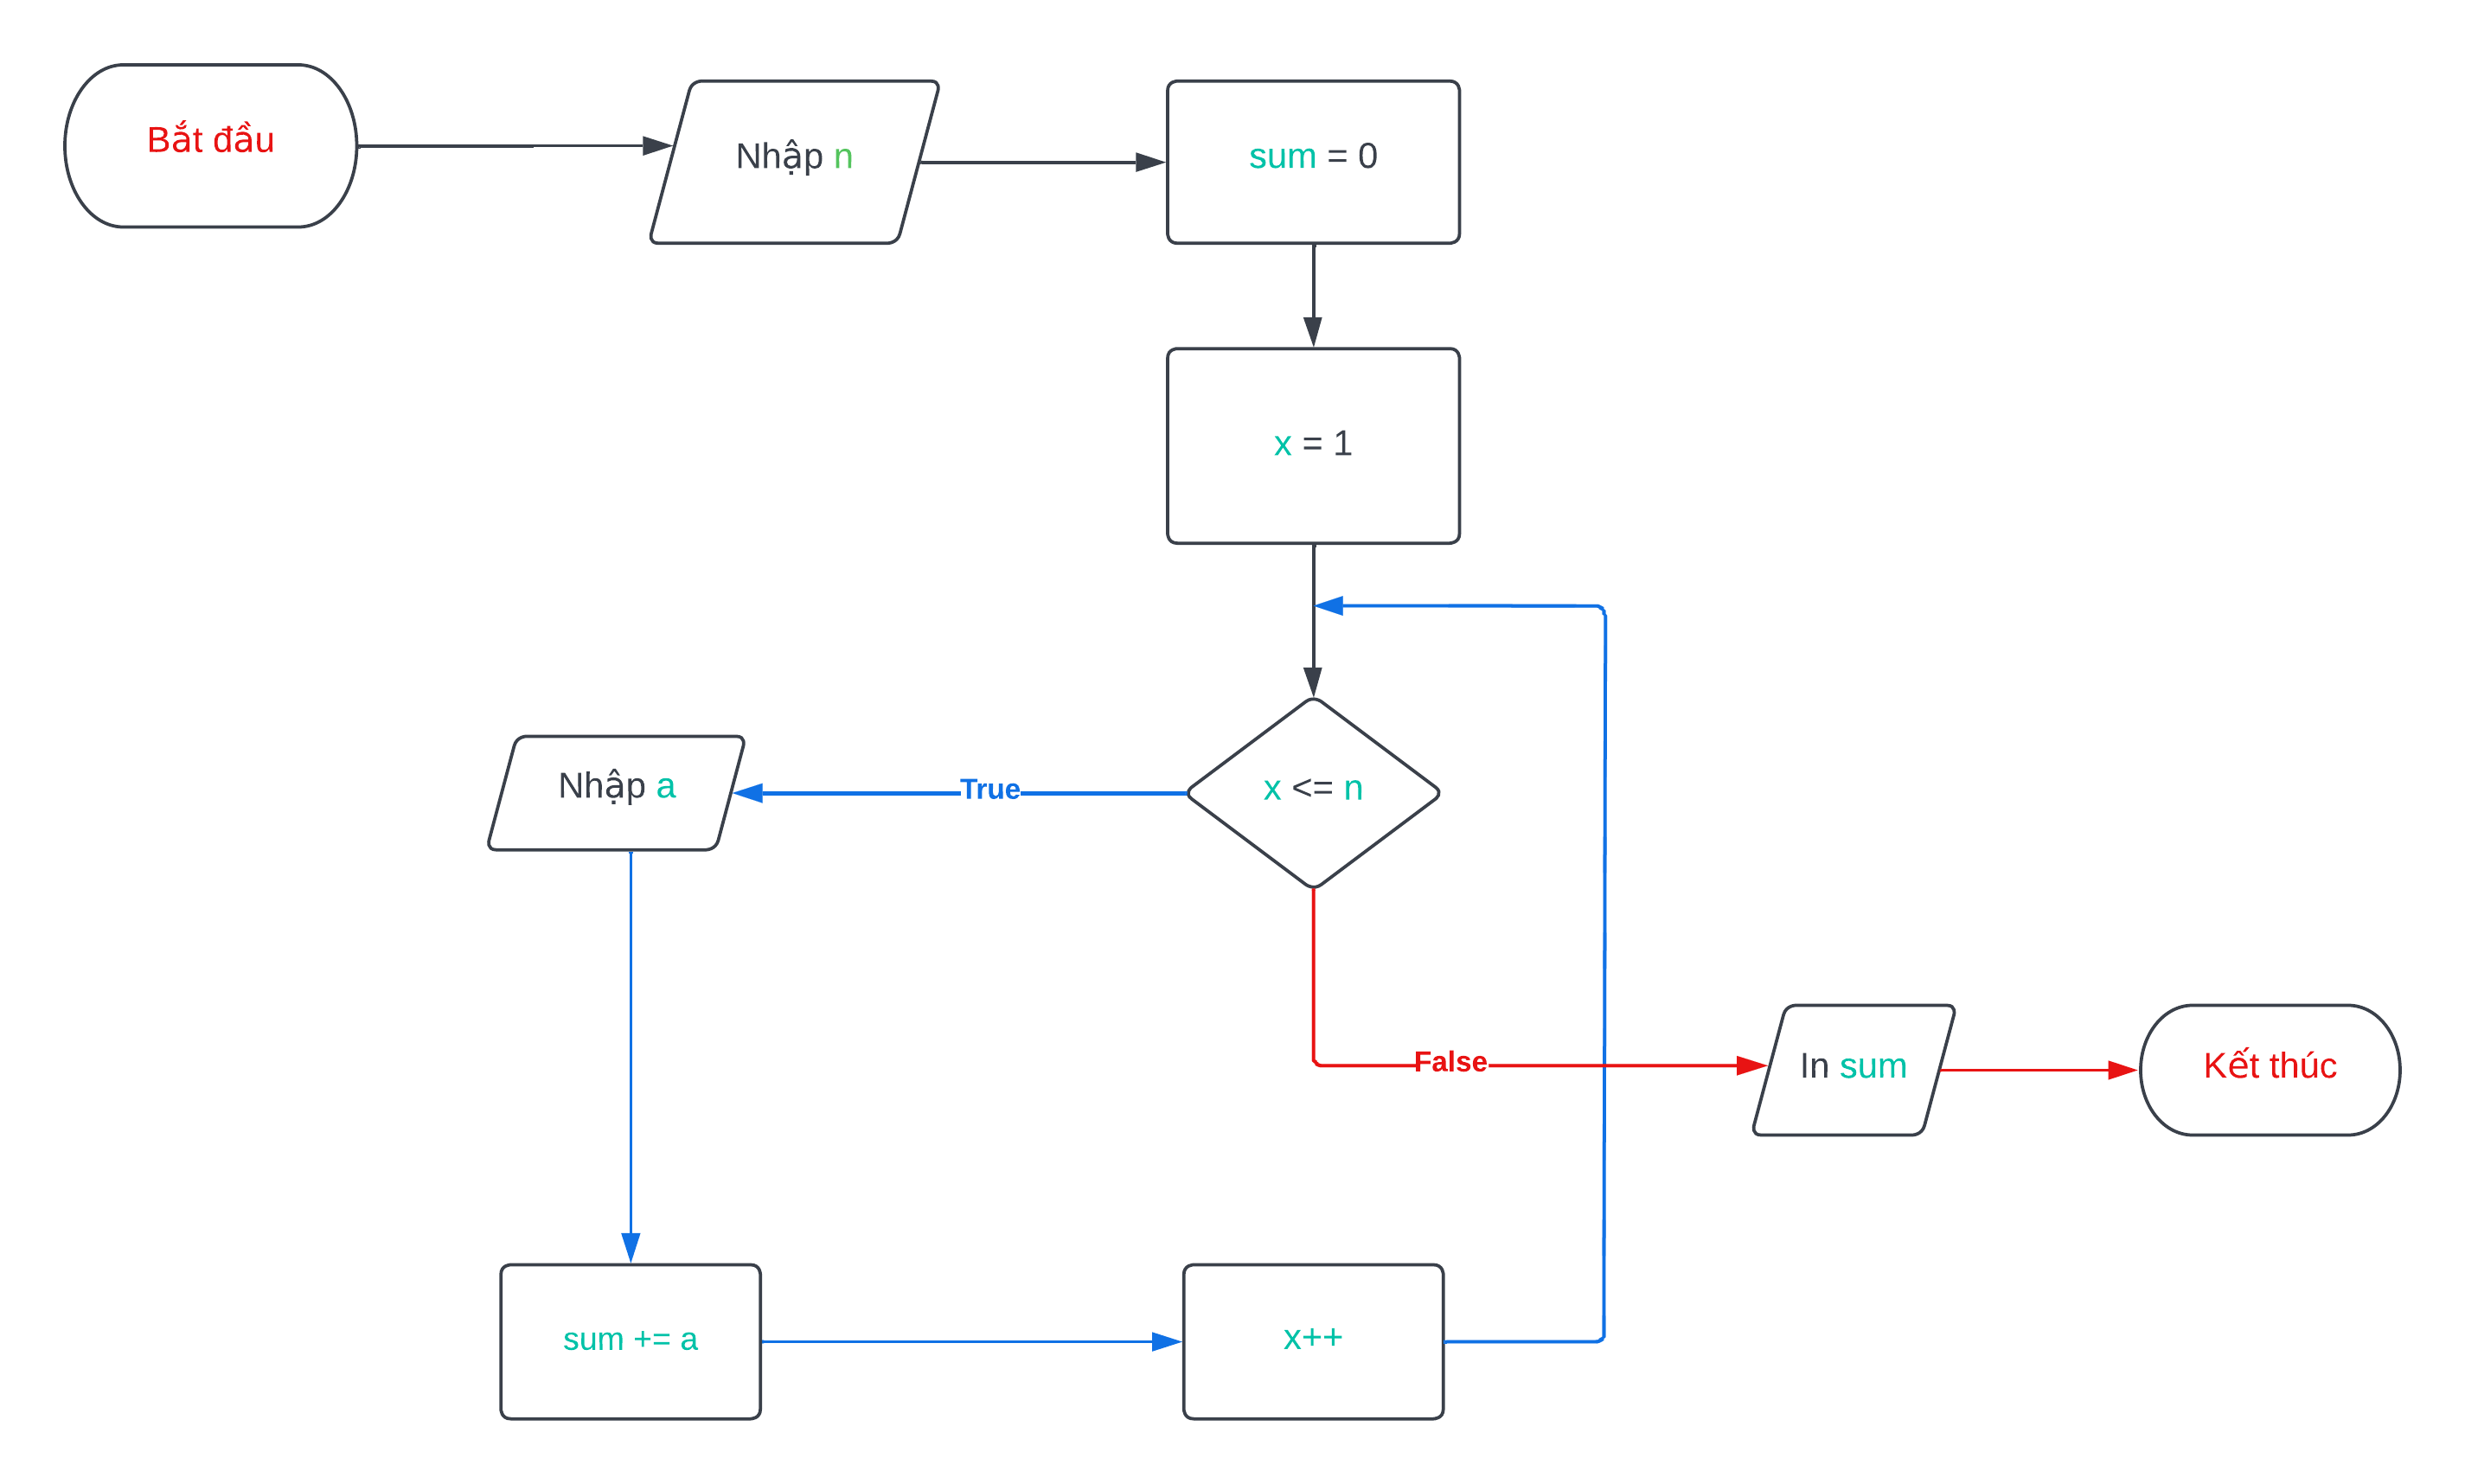 Bắt đầu
Nhập n
sum = 0
x = 1
x <= n
True
Nhập a
sum += a
x++
False
In sum
Kết thúc